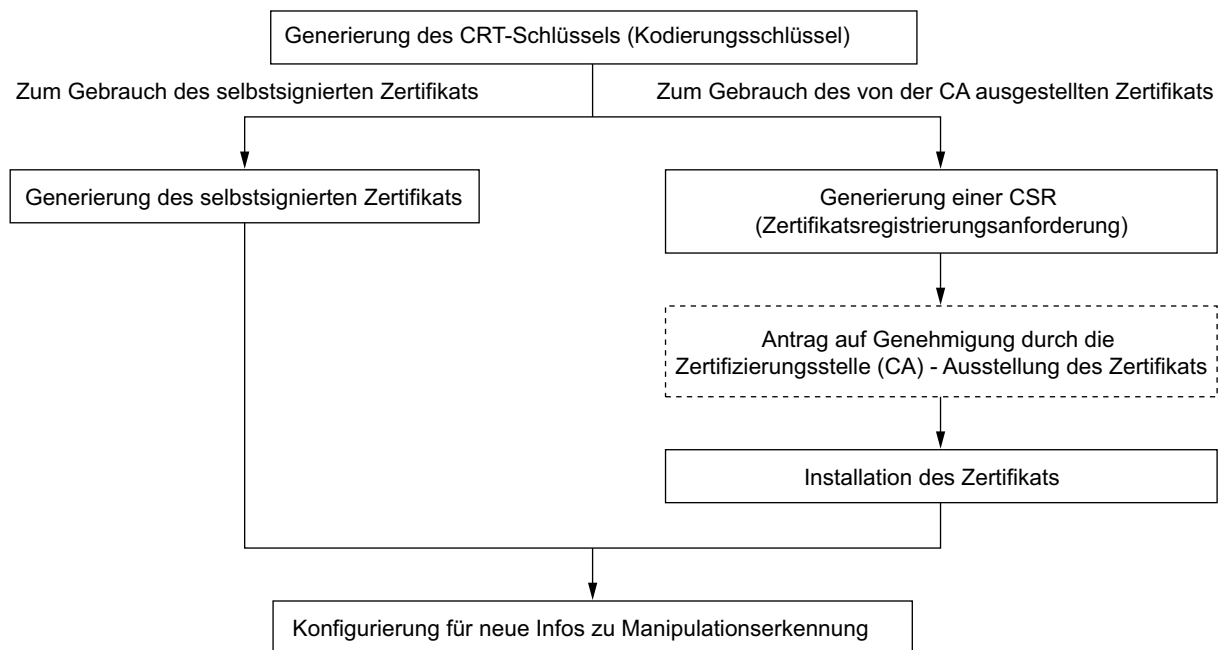 Generierung des CRT-Schlüssels (Kodierungsschlüssel)
Zum Gebrauch des selbstsignierten Zertifikats
Zum Gebrauch des von der CA ausgestellten Zertifikats
Generierung des selbstsignierten Zertifikats
Generierung einer CSR
(Zertifikatsregistrierungsanforderung)
Antrag auf Genehmigung durch die
Zertifizierungsstelle (CA) - Ausstellung des Zertifikats
Installation des Zertifikats
Konfigurierung für neue Infos zu Manipulationserkennung